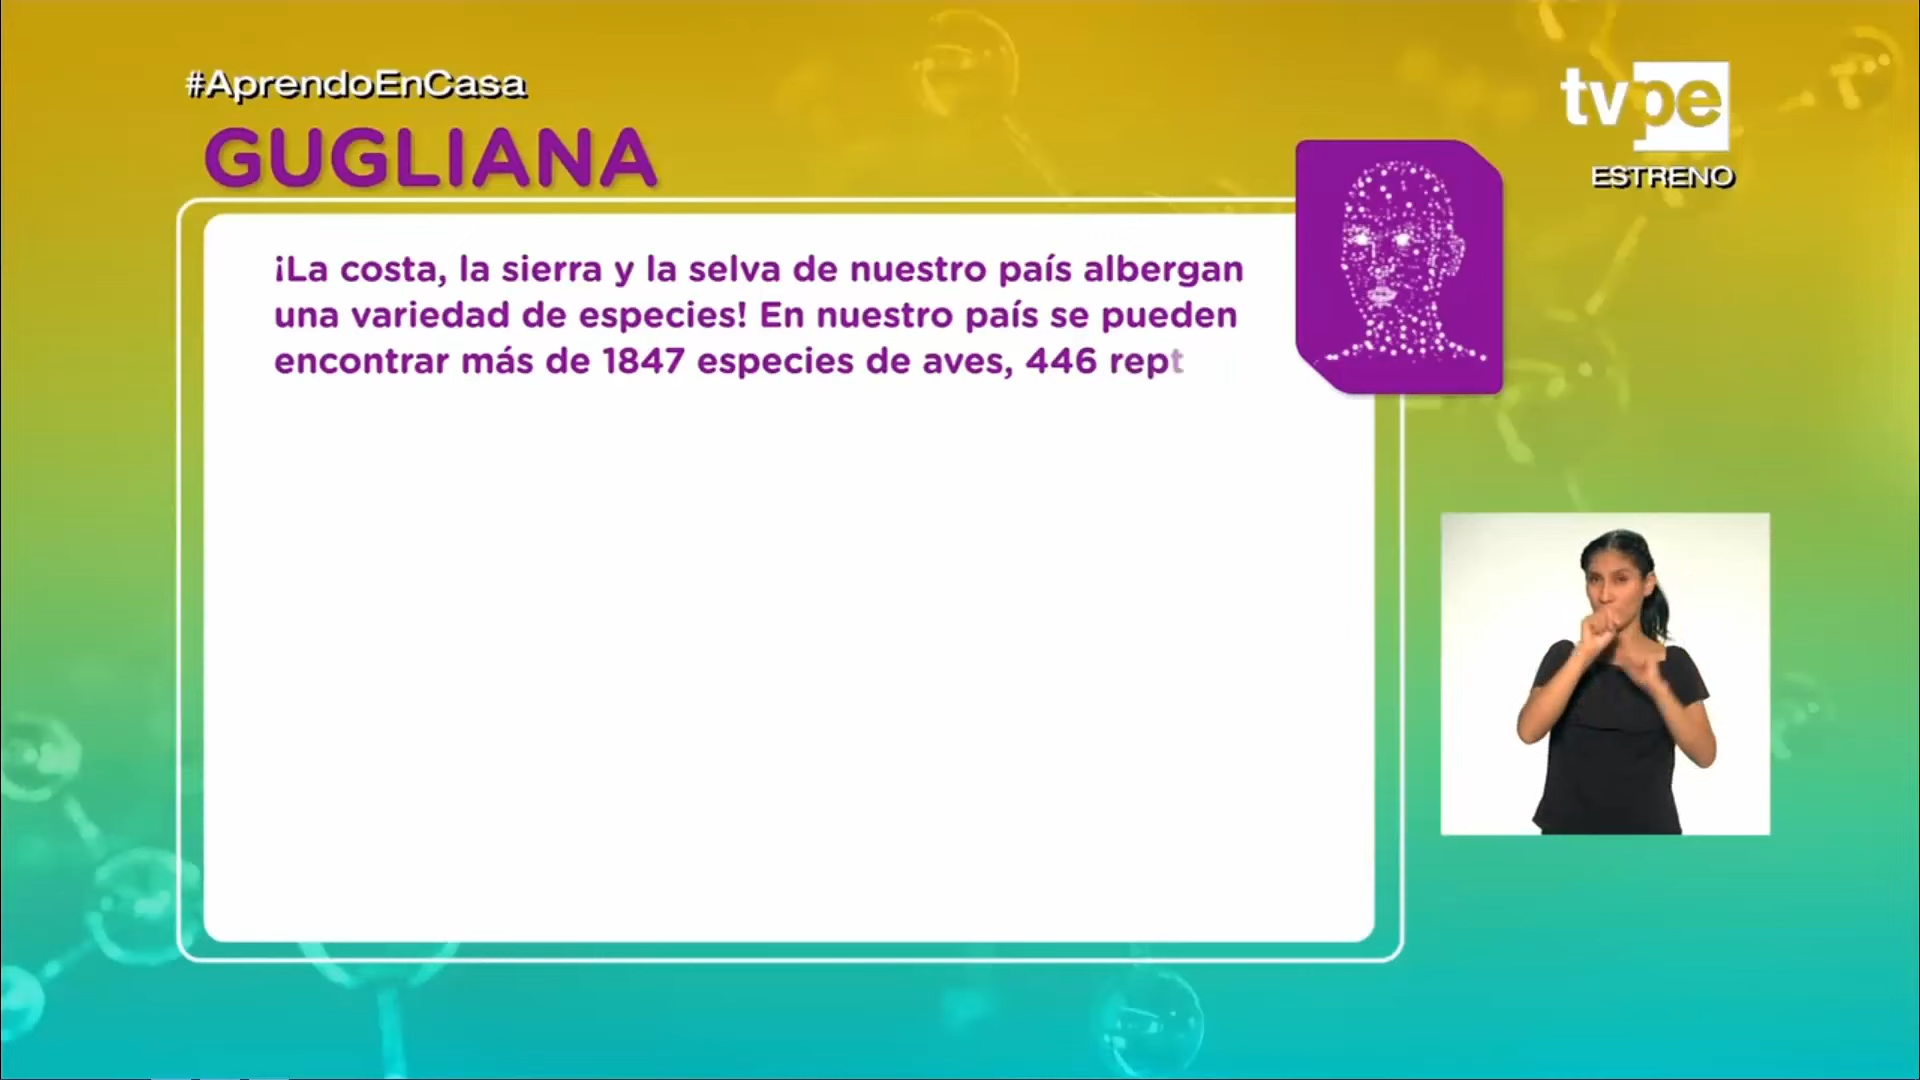 #AprendoEnCasa
GUGLIANA
tvpe
ESTRENO
¡La costa, la sierra y la selva de nuestro país albergan
una variedad de especies! En nuestro país se pueden
encontrar más de 1847 especies de aves, 446 rept